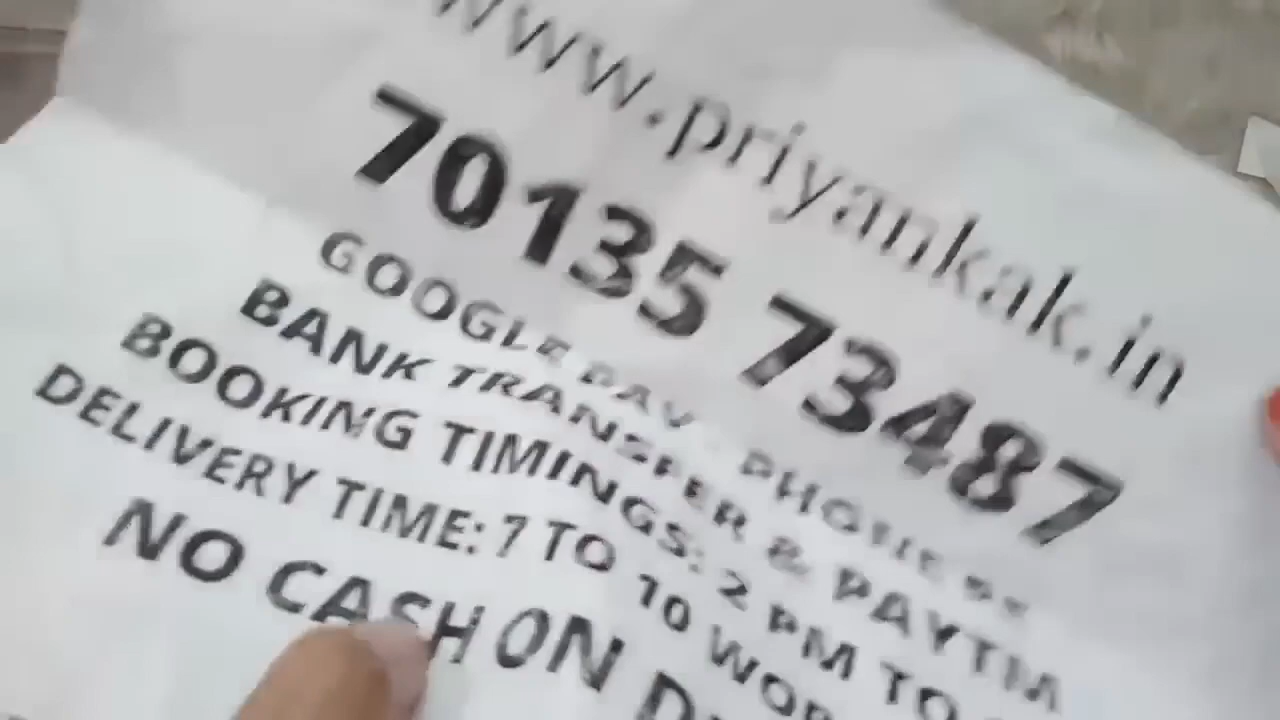 www.priyankak.in
70135 73487
GOOGLE PAY PHONE
BANK TRANSFER & PAYTM
BOOKING TIMINGS: 2 PM TO
DELIVERY TIME: 7 TO 10
NO CASH ON